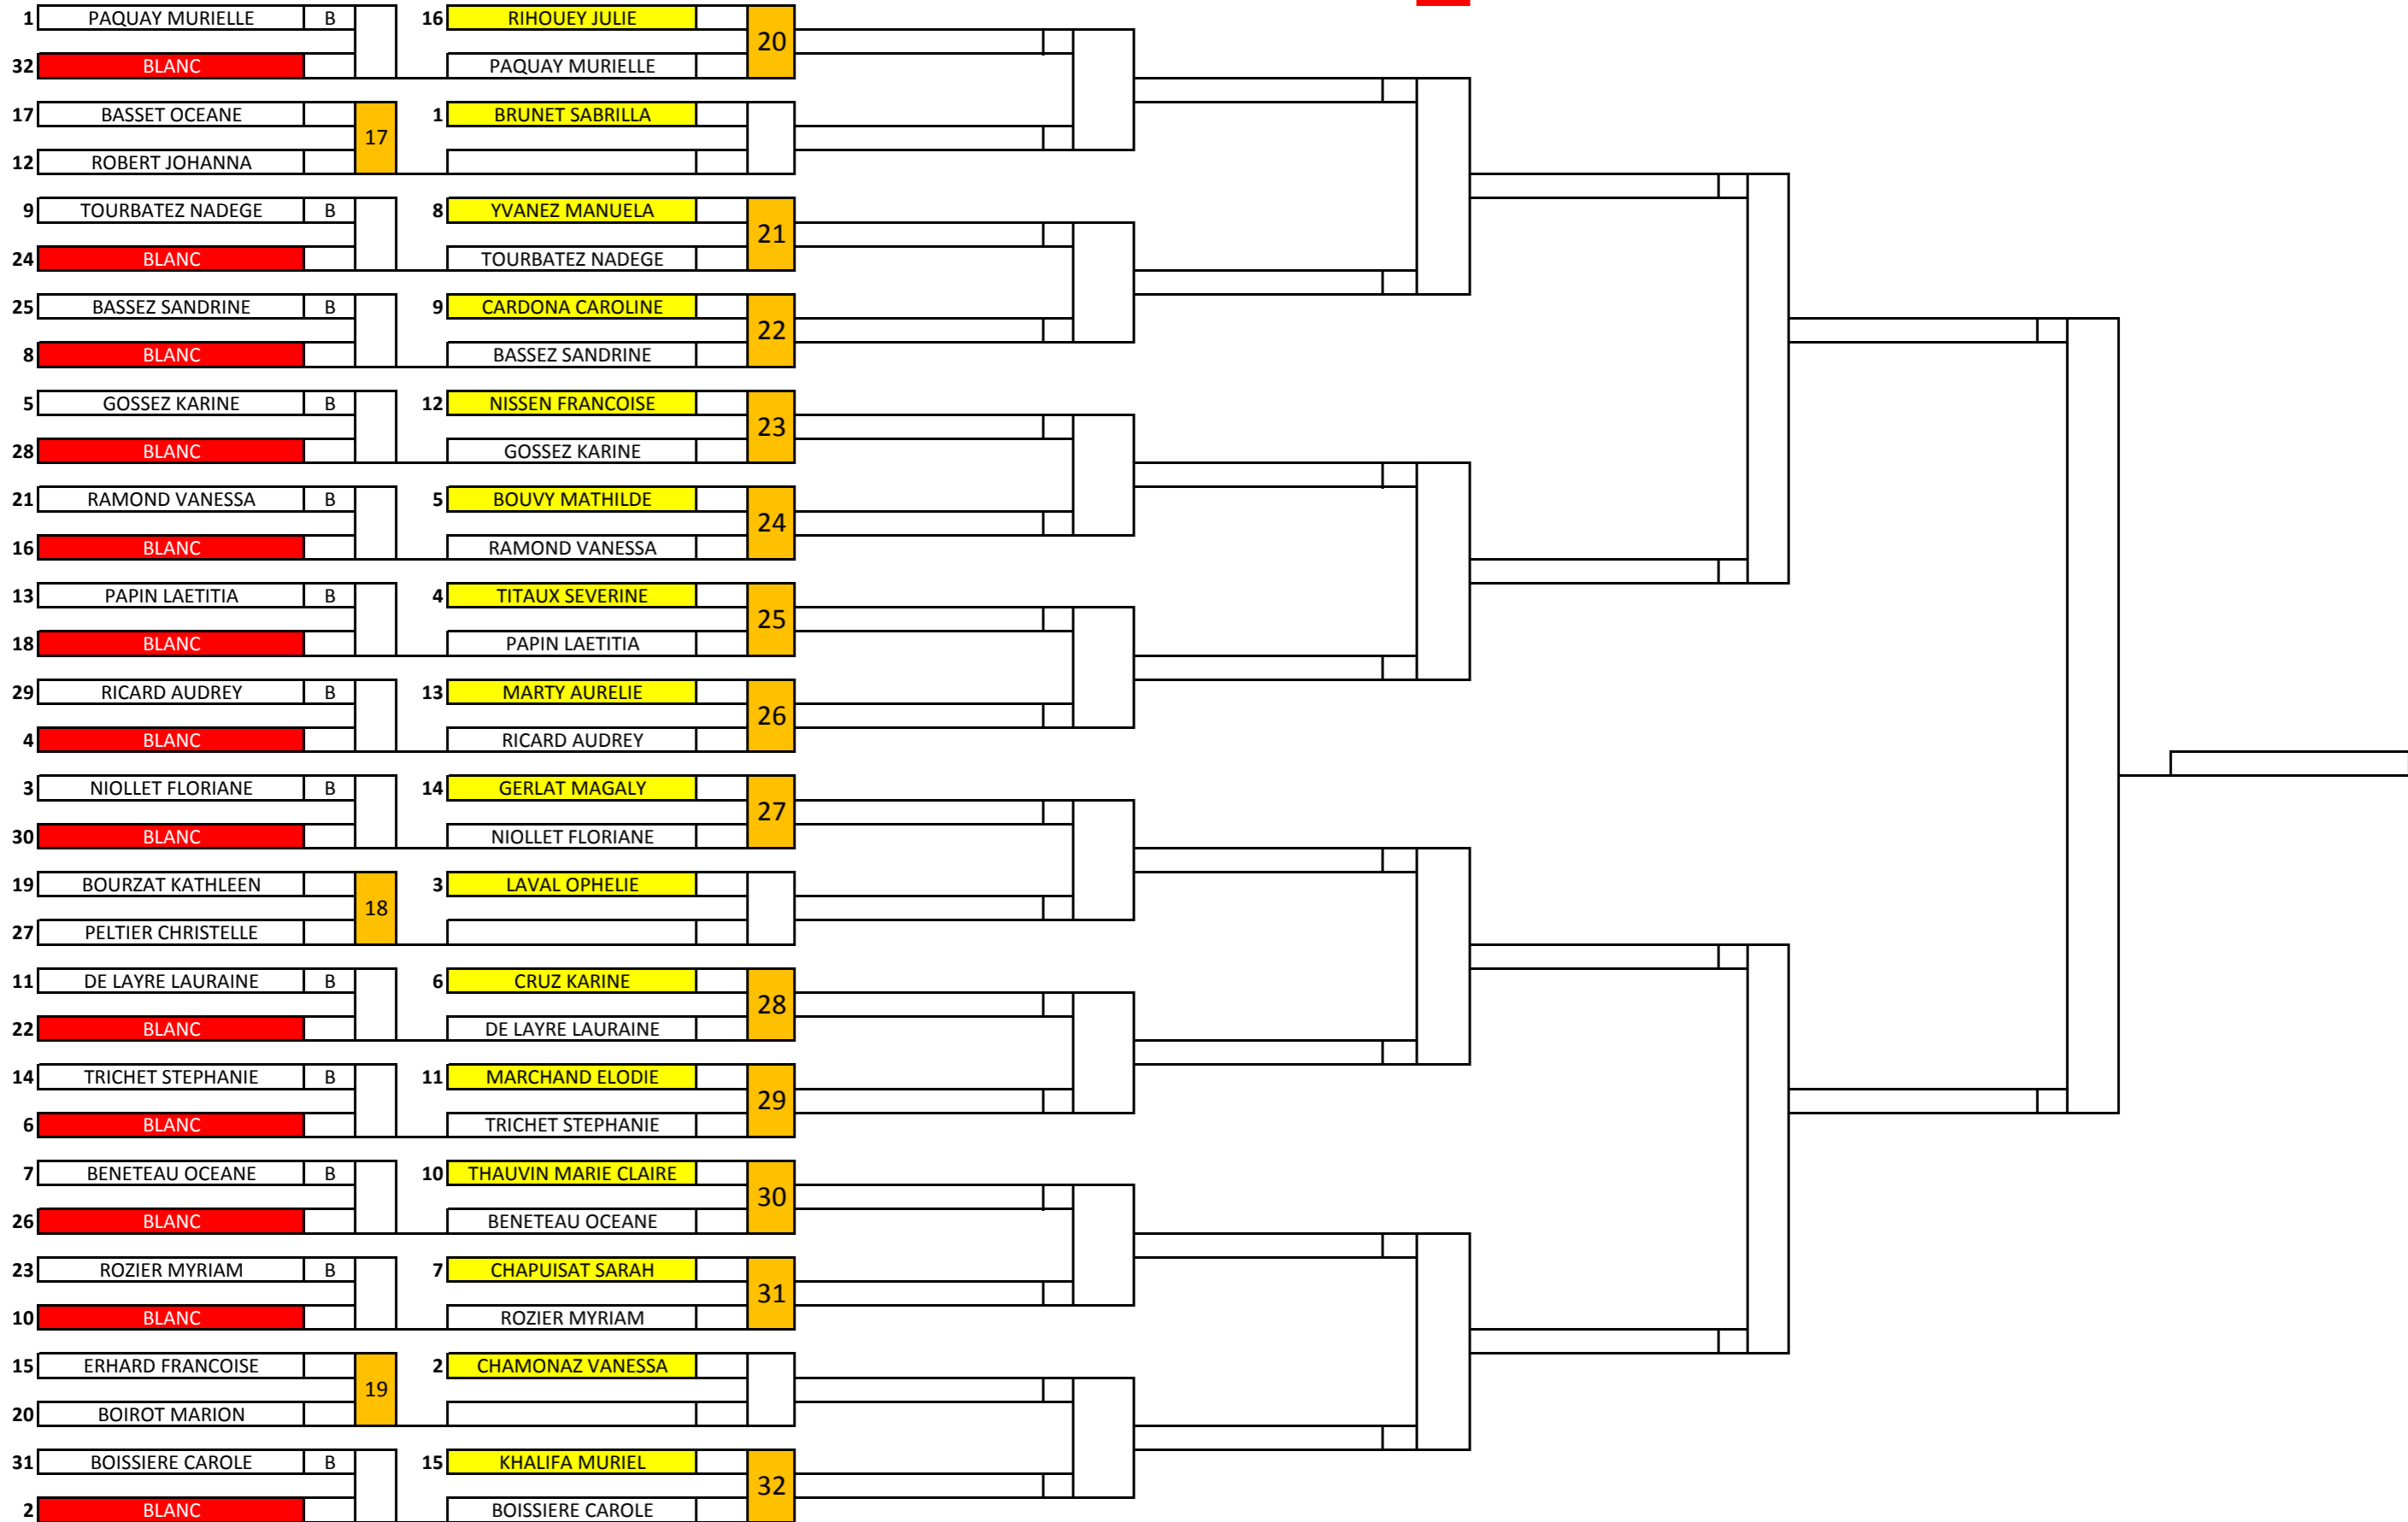 1 PAQUAY MURIELLE B 16 RIHOUEY JULIE
20
32 BLANC PAQUAY MURIELLE
17 BASSET OCEANE 1 BRUNET SABRILLA
17
12 ROBERT JOHANNA
9 TOURBATEZ NADEGE B 8 YVANEZ MANUELA
21
24 BLANC TOURBATEZ NADEGE
25 BASSEZ SANDRINE B 9 CARDONA CAROLINE
22
8 BLANC BASSEZ SANDRINE
5 GOSSEZ KARINE B 12 NISSEN FRANCOISE
23
28 BLANC GOSSEZ KARINE
21 RAMOND VANESSA B 5 BOUVY MATHILDE
24
16 BLANC RAMOND VANESSA
13 PAPIN LAETITIA B 4 TITAUX SEVERINE
25
18 BLANC PAPIN LAETITIA
29 RICARD AUDREY B 13 MARTY AURELIE
26
4 BLANC RICARD AUDREY
3 NIOLLET FLORIANE B 14 GERLAT MAGALY
27
30 BLANC NIOLLET FLORIANE
19 BOURZAT KATHLEEN 3 LAVAL OPHELIE
18
27 PELTIER CHRISTELLE
11 DE LAYRE LAURAINE B 6 CRUZ KARINE
28
22 BLANC DE LAYRE LAURAINE
14 TRICHET STEPHANIE B 11 MARCHAND ELODIE
29
6 BLANC TRICHET STEPHANIE
7 BENETEAU OCEANE B 10 THAUVIN MARIE CLAIRE
30
26 BLANC BENETEAU OCEANE
23 ROZIER MYRIAM B 7 CHAPUISAT SARAH
31
10 BLANC ROZIER MYRIAM
15 ERHARD FRANCOISE 2 CHAMONAZ VANESSA
19
20 BOIROT MARION
31 BOISSIERE CAROLE B 15 KHALIFA MURIEL
32
2 BLANC BOISSIERE CAROLE